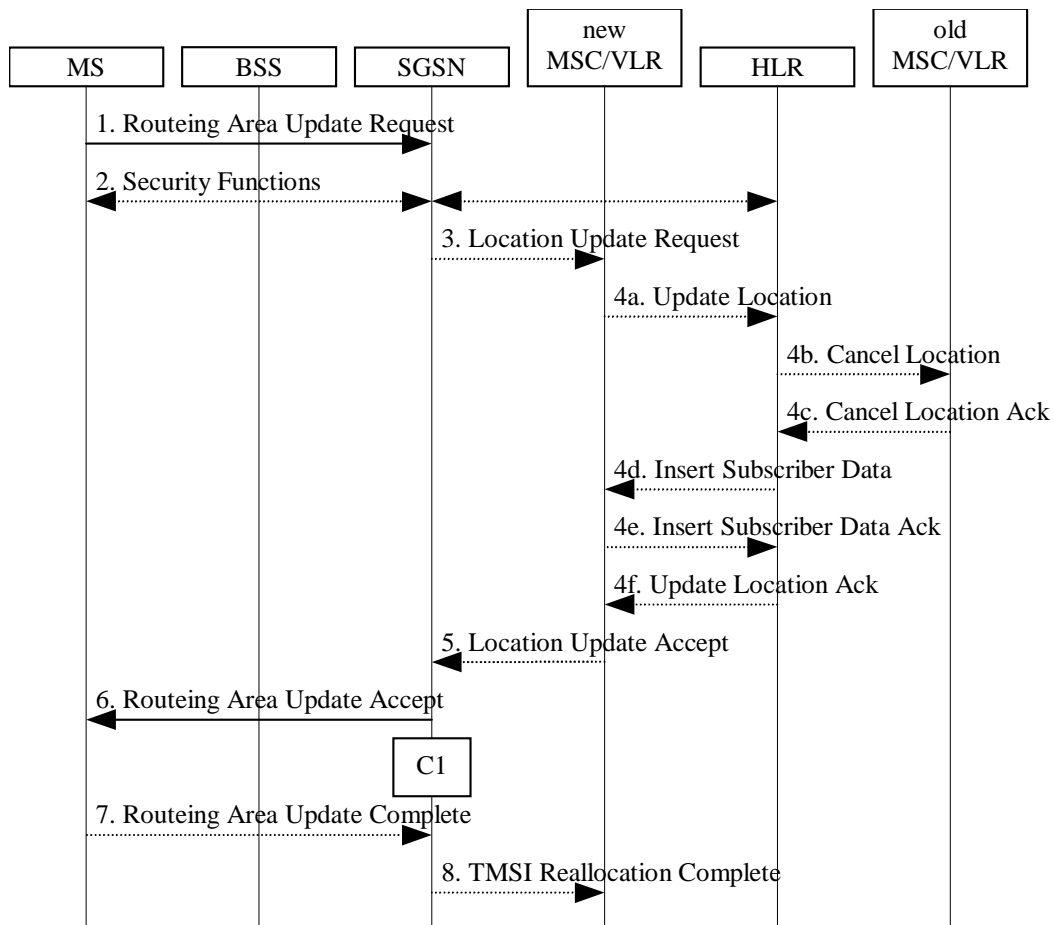 new
MSC/VLR
old
MSC/VLR
MS
BSS
SGSN
HLR
1. Routeing Area Update Request
2. Security Functions
3. Location Update Request
4a. Update Location
4b. Cancel Location
4c. Cancel Location Ack
4d. Insert Subscriber Data
4e. Insert Subscriber Data Ack
4f. Update Location Ack
5. Location Update Accept
6. Routeing Area Update Accept
C1
7. Routeing Area Update Complete
8. TMSI Reallocation Complete